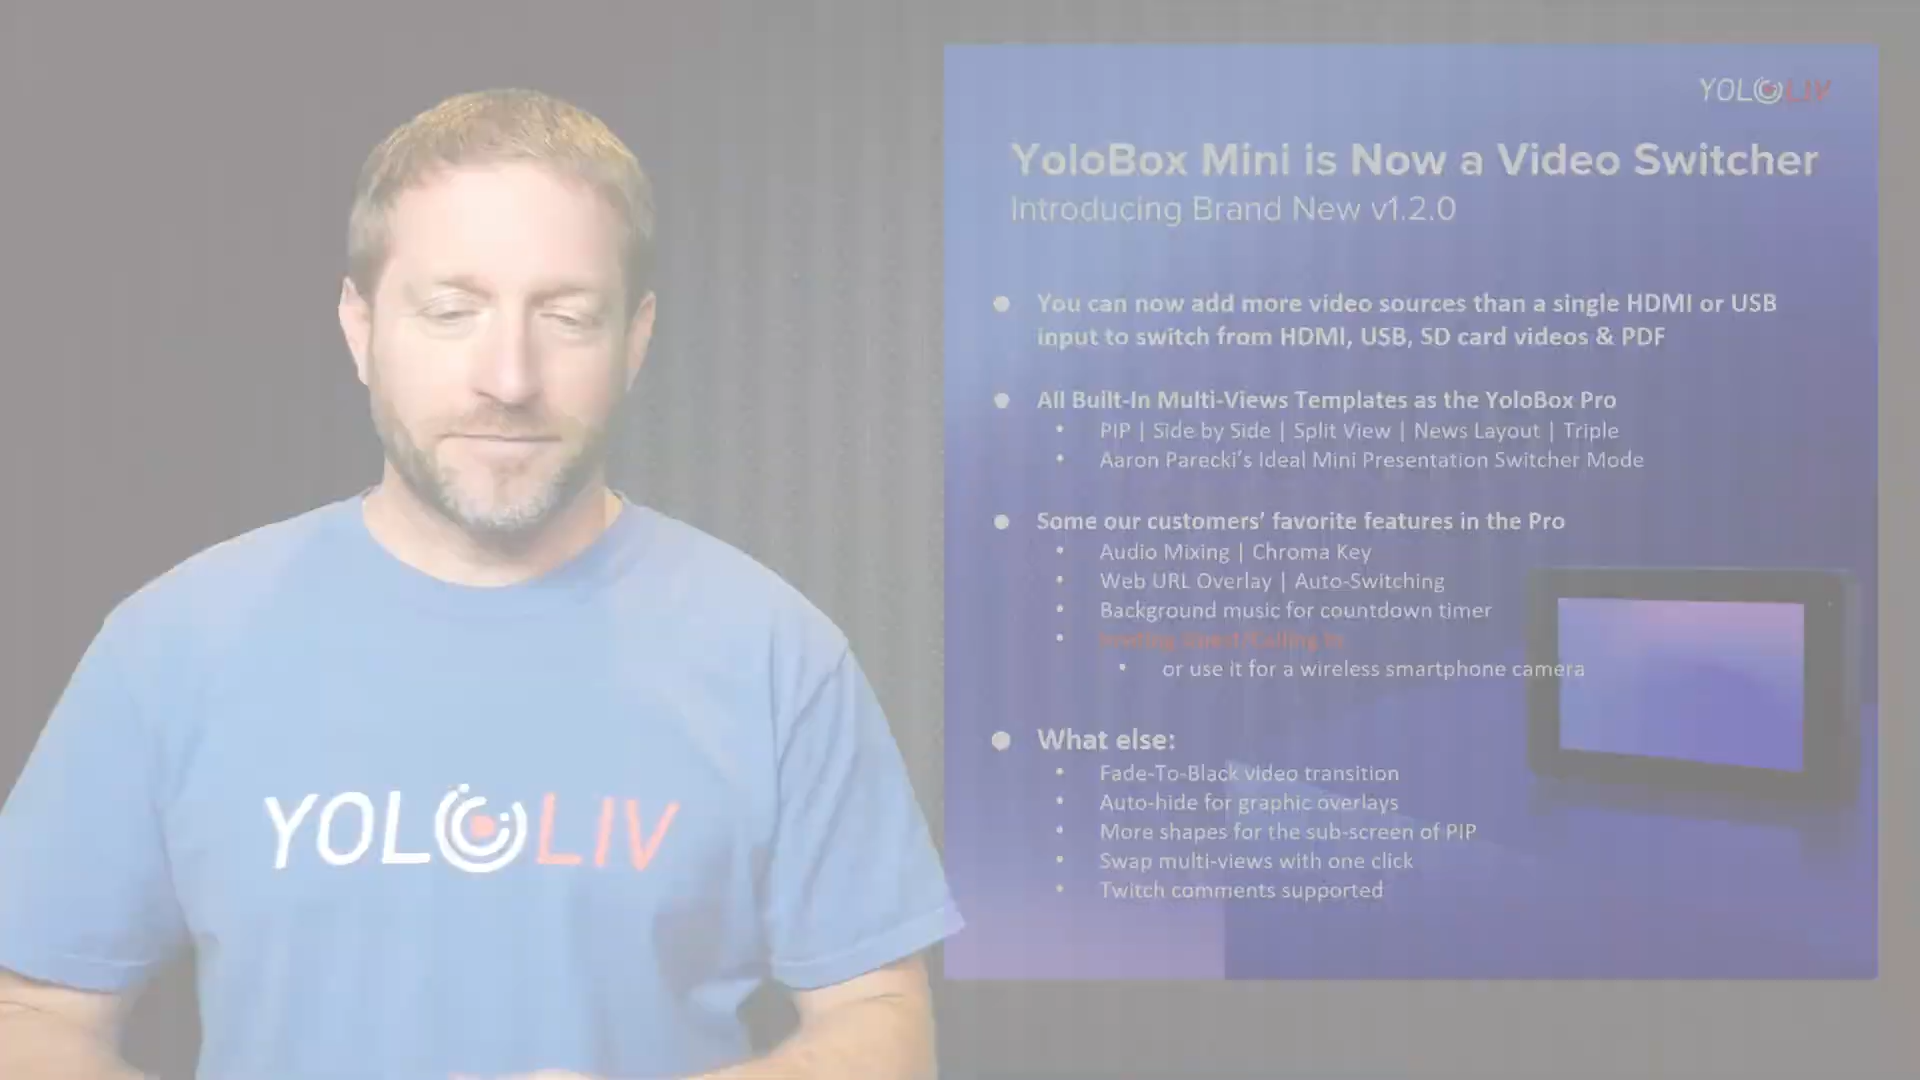 YOLOLIV
YoloBox Mini is Now a Video Switcher
Introducing Brand New v1.2.0
You can now add more video sources than a single HDMI or USB
input to switch from HDMI, USB, SD card videos & PDF
All Built-In Multi-Views Templates as the YoloBox Pro
PIP | Side by Side | Split View | News Layout | Triple
Aaron Parecki's Ideal Mini Presentation Switcher Mode
Some our customers' favorite features in the Pro
Audio Mixing | Chroma Key
Web URL Overlay | Auto-Switching
Background music for countdown timer
or use it for a wireless smartphone camera
What else:
Fade-To-Black video transition
Auto-hide for graphic overlays
More shapes for the sub-screen of PIP
Swap multi-views with one click
Twitch comments supported
YOLOLIV